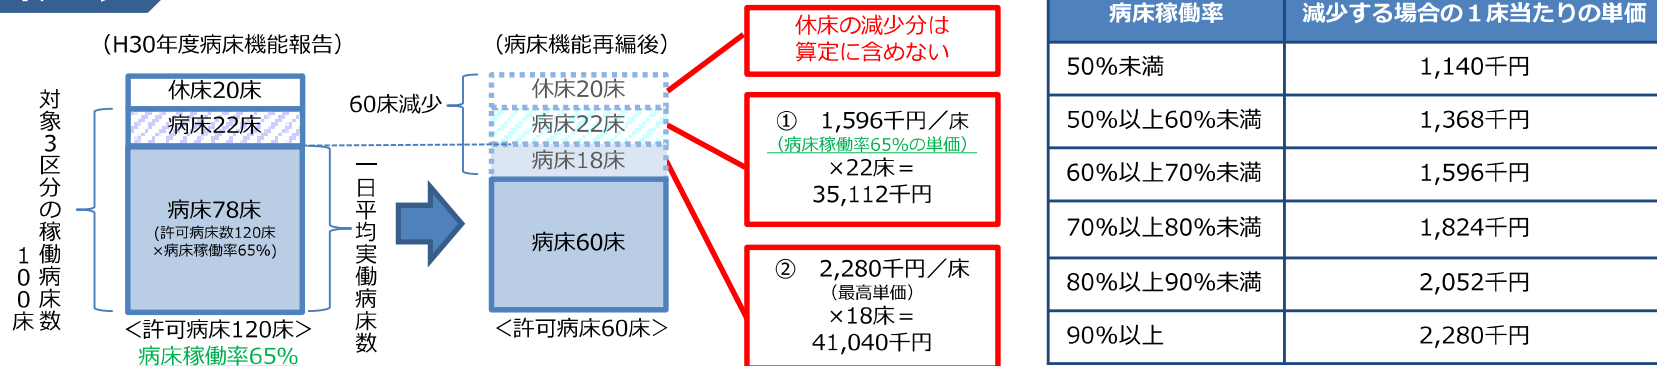 （H30年度病床機能報告）
休床20床
病床22床
病床78床
(許可病床数120床
×病床稼働率65%)
対象３区分の稼働病床数
１００床
一日平均実働病床数
＜許可病床120床＞
病床稼働率65%
（病床機能再編後）
60床減少
休床20床
病床22床
病床18床
病床60床
＜許可病床60床＞
休床の減少分は
算定に含めない
①　1,596千円／床
（病床稼働率65%の単価）
×22床＝
35,112千円
②　2,280千円／床
（最高単価）
×18床＝
41,040千円
病床稼働率　減少する場合の１床当たりの単価
50%未満　1,140千円
50%以上60%未満　1,368千円
60%以上70%未満　1,596千円
70%以上80%未満　1,824千円
80%以上90%未満　2,052千円
90%以上　2,280千円